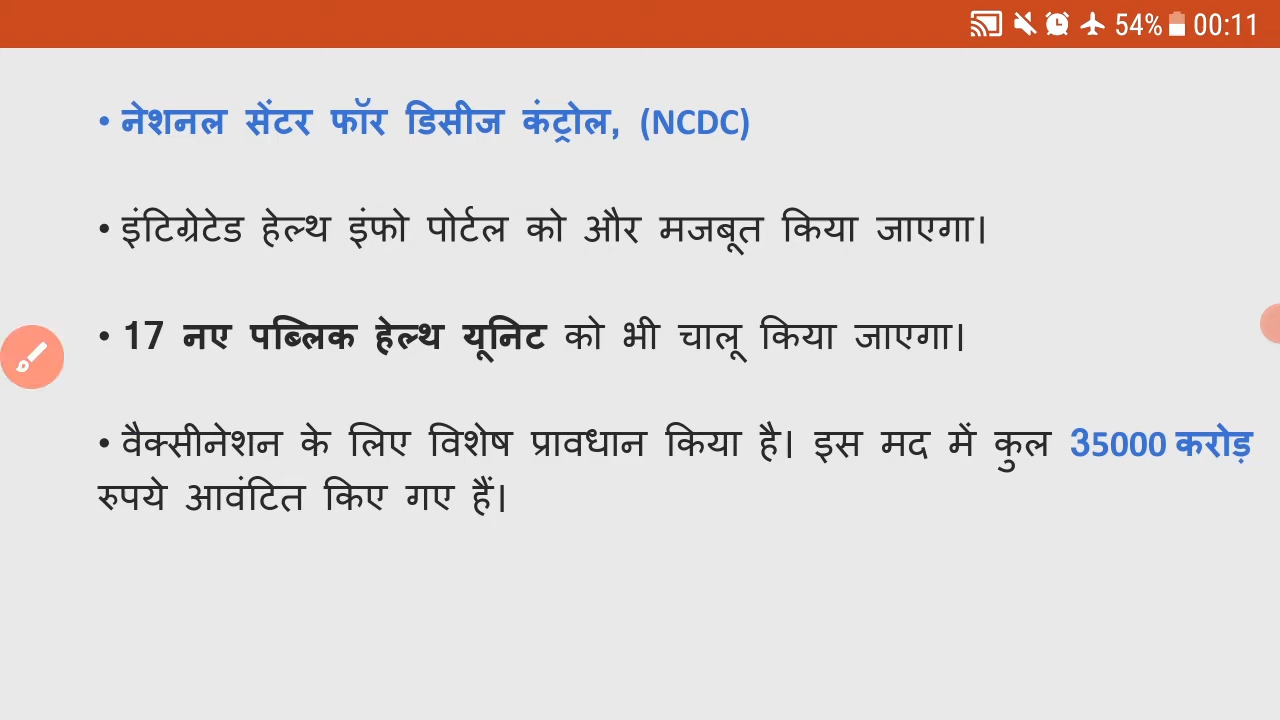 54% 00:11
• नेशनल सेंटर फॉर डिसीज कंट्रोल, (NCDC)
• इंटिग्रेटेड हेल्थ इंफो पोर्टल को और मजबूत किया जाएगा।
• 17 नए पब्लिक हेल्थ यूनिट को भी चालू किया जाएगा।
• वैक्सीनेशन के लिए विशेष प्रावधान किया है। इस मद में कुल 35000 करोड़
रुपये आवंटित किए गए हैं।